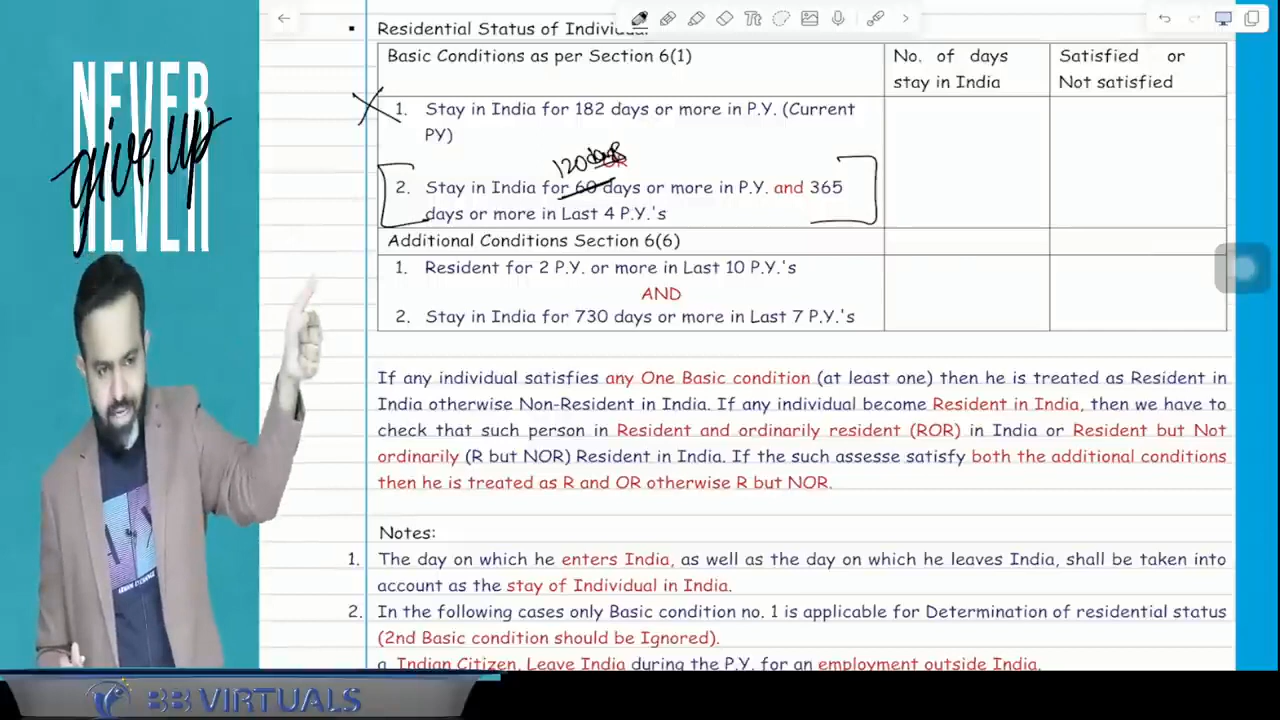 NEVER
give up
NEVER
▪ Residential Status of Individual
Basic Conditions as per Section 6(1)
No. of days stay in India
Satisfied or Not satisfied
1. Stay in India for 182 days or more in P.Y. (Current
PY)
120 days
OR
2. Stay in India for 60 days or more in P.Y. and 365
days or more in Last 4 P.Y.'s
Additional Conditions Section 6(6)
1. Resident for 2 P.Y. or more in Last 10 P.Y.'s
AND
2. Stay in India for 730 days or more in Last 7 P.Y.'s
If any individual satisfies any One Basic condition (at least one) then he is treated as Resident in
India otherwise Non-Resident in India. If any individual become Resident in India, then we have to
check that such person in Resident and ordinarily resident (ROR) in India or Resident but Not
ordinarily (R but NOR) Resident in India. If the such assesse satisfy both the additional conditions
then he is treated as R and OR otherwise R but NOR.
Notes:
1. The day on which he enters India, as well as the day on which he leaves India, shall be taken into
account as the stay of Individual in India.
2. In the following cases only Basic condition no. 1 is applicable for Determination of residential status
(2nd Basic condition should be Ignored).
a. Indian Citizen, Leave India during the P.Y. for an employment outside India.
BB VIRTUALS